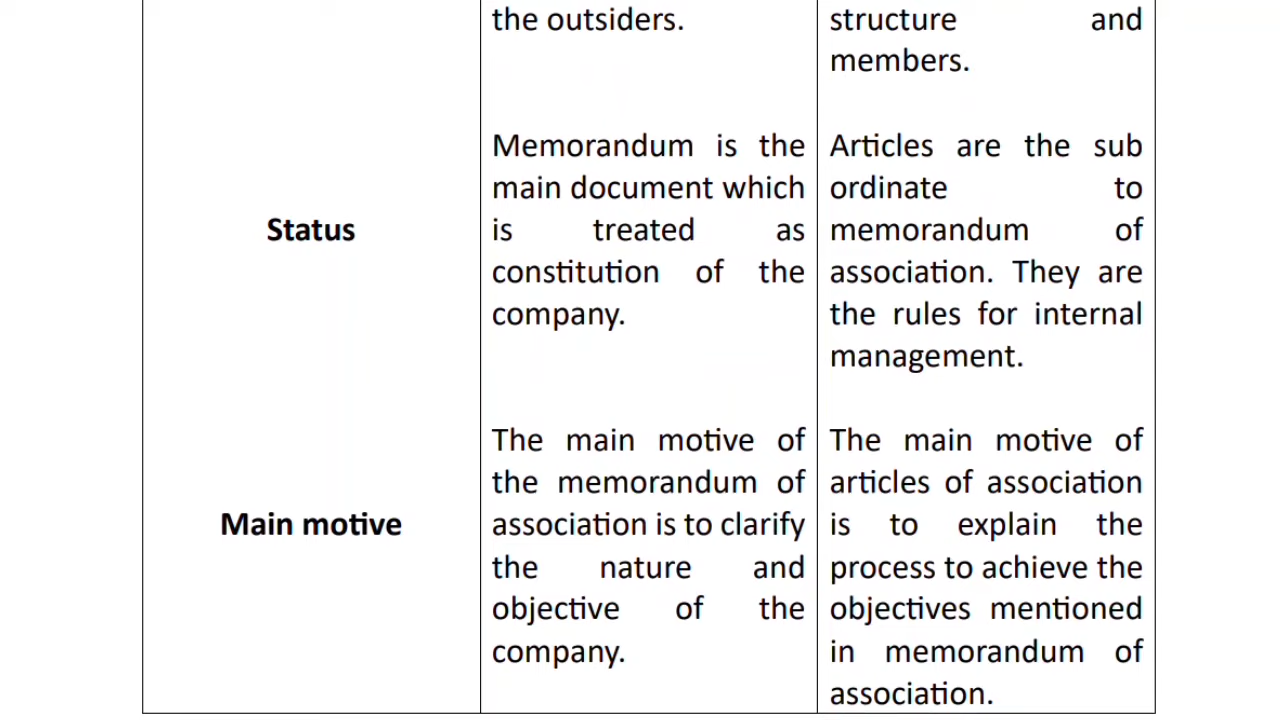 the outsiders.
structure and
members.
Status
Memorandum is the
main document which
is treated as
constitution of the
company.
Articles are the sub
ordinate to
memorandum of
association. They are
the rules for internal
management.
Main motive
The main motive of
the memorandum of
association is to clarify
the nature and
objective of the
company.
The main motive of
articles of association
is to explain the
process to achieve the
objectives mentioned
in memorandum of
association.